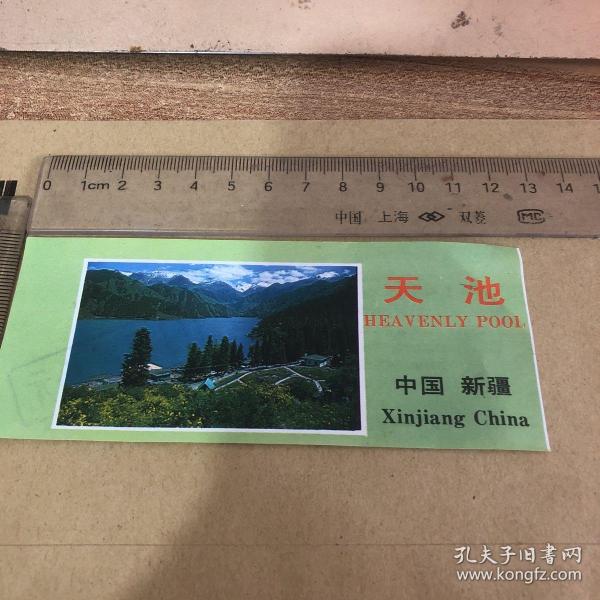 0 1cm 2 3 4 5 6 7 8 9 10 11 12 13 14
中国 上海 双菱 MC
天池
HEAVENLY POOL
中国 新疆
Xinjiang China
孔夫子旧书网
www.kongfz.com